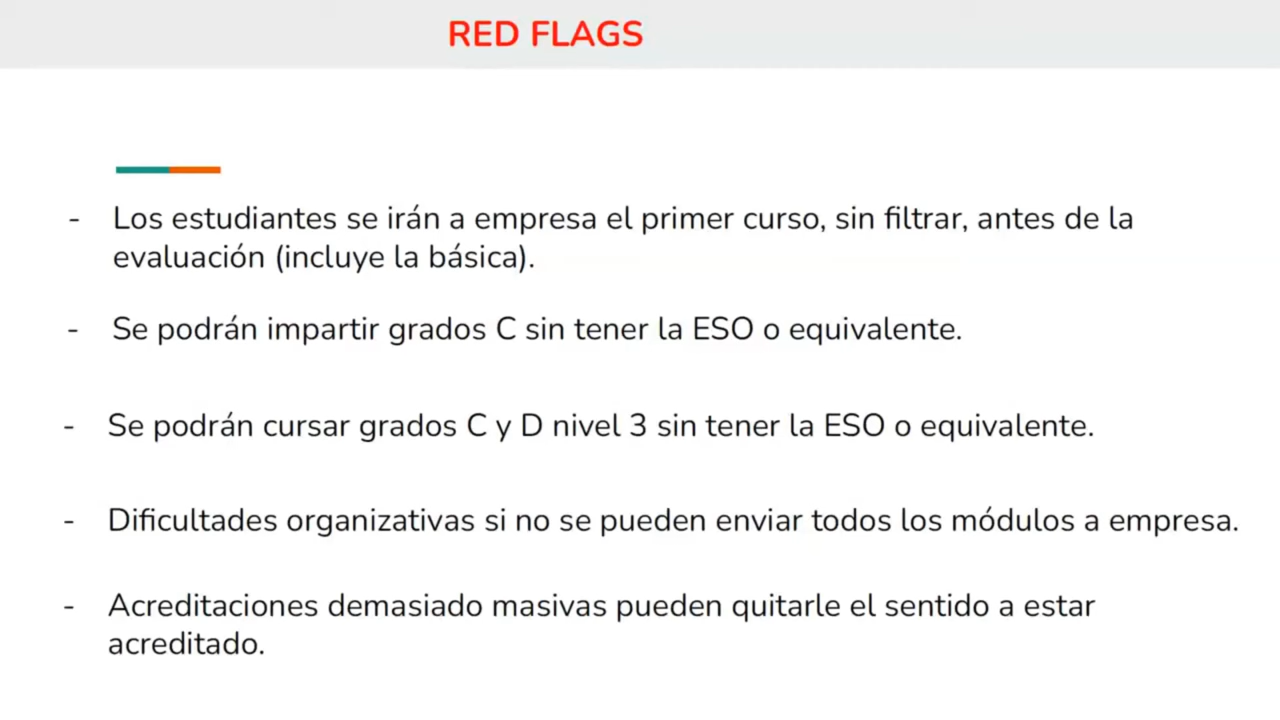 RED FLAGS
- Los estudiantes se irán a empresa el primer curso, sin filtrar, antes de la
evaluación (incluye la básica).
- Se podrán impartir grados C sin tener la ESO o equivalente.
- Se podrán cursar grados C y D nivel 3 sin tener la ESO o equivalente.
- Dificultades organizativas si no se pueden enviar todos los módulos a empresa.
- Acreditaciones demasiado masivas pueden quitarle el sentido a estar
acreditado.